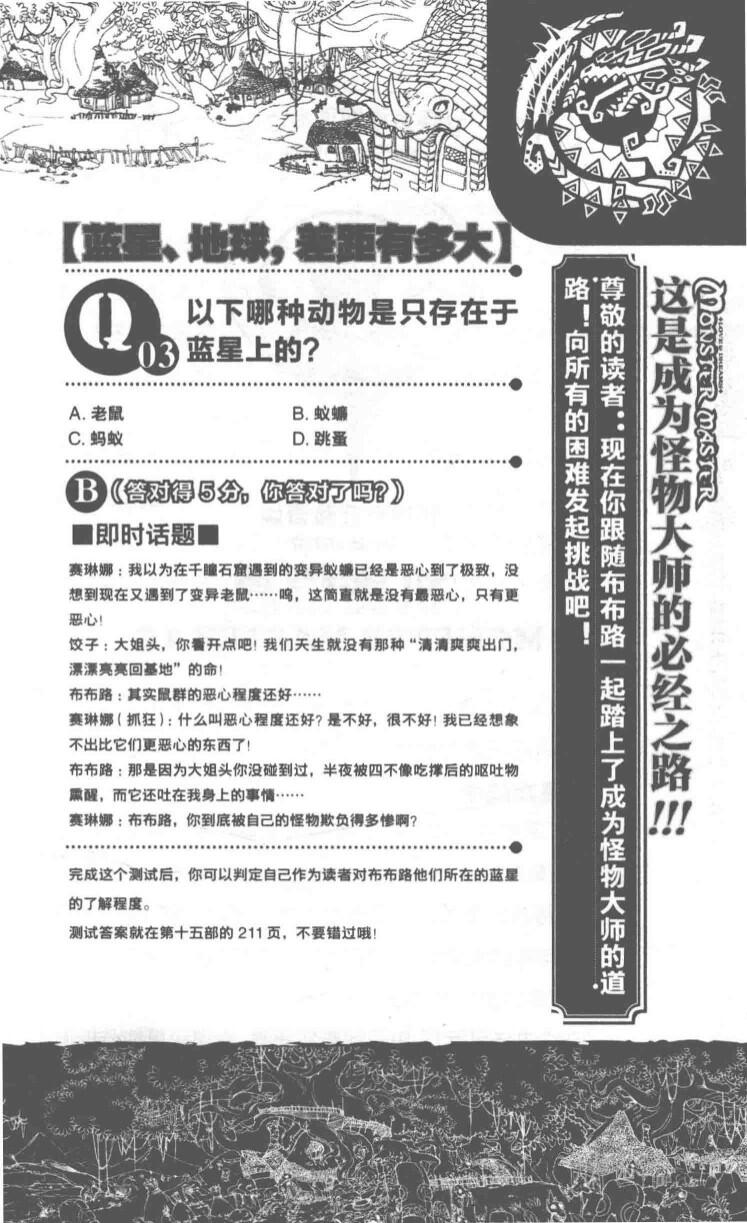 【蓝星、地球，差距有多大】
Q03
以下哪种动物是只存在于
蓝星上的？
A. 老鼠
B. 蚁蠊
C. 蚂蚁
D. 跳蚤
B（答对得5分，你答对了吗？）
■即时话题■
赛琳娜：我以为在千瞳石窟遇到的变异蚁蠊已经是恶心到了极致，没
想到现在又遇到了变异老鼠……呜，这简直就是没有最恶心，只有更
恶心！
饺子：大姐头，你看开点吧！我们天生就没有那种“清清爽爽出门，
漂漂亮亮回基地”的命！
布布路：其实鼠群的恶心程度还好……
赛琳娜（抓狂）：什么叫恶心程度还好？是不好，很不好！我已经想象
不出比它们更恶心的东西了！
布布路：那是因为大姐头你没碰到过，半夜被四不像吃撑后的呕吐物
熏醒，而它还吐在我身上的事情……
赛琳娜：布布路，你到底被自己的怪物欺负得多惨啊？
完成这个测试后，你可以判定自己作为读者对布布路他们所在的蓝星
的了解程度。
测试答案就在第十五部的211页，不要错过哦！
MONSTER MASTER
+LOVE & DREAMS+
这是成为怪物大师的必经之路!!!
尊敬的读者：现在你跟随布布路一起踏上了成为怪物大师的道
路！向所有的困难发起挑战吧！